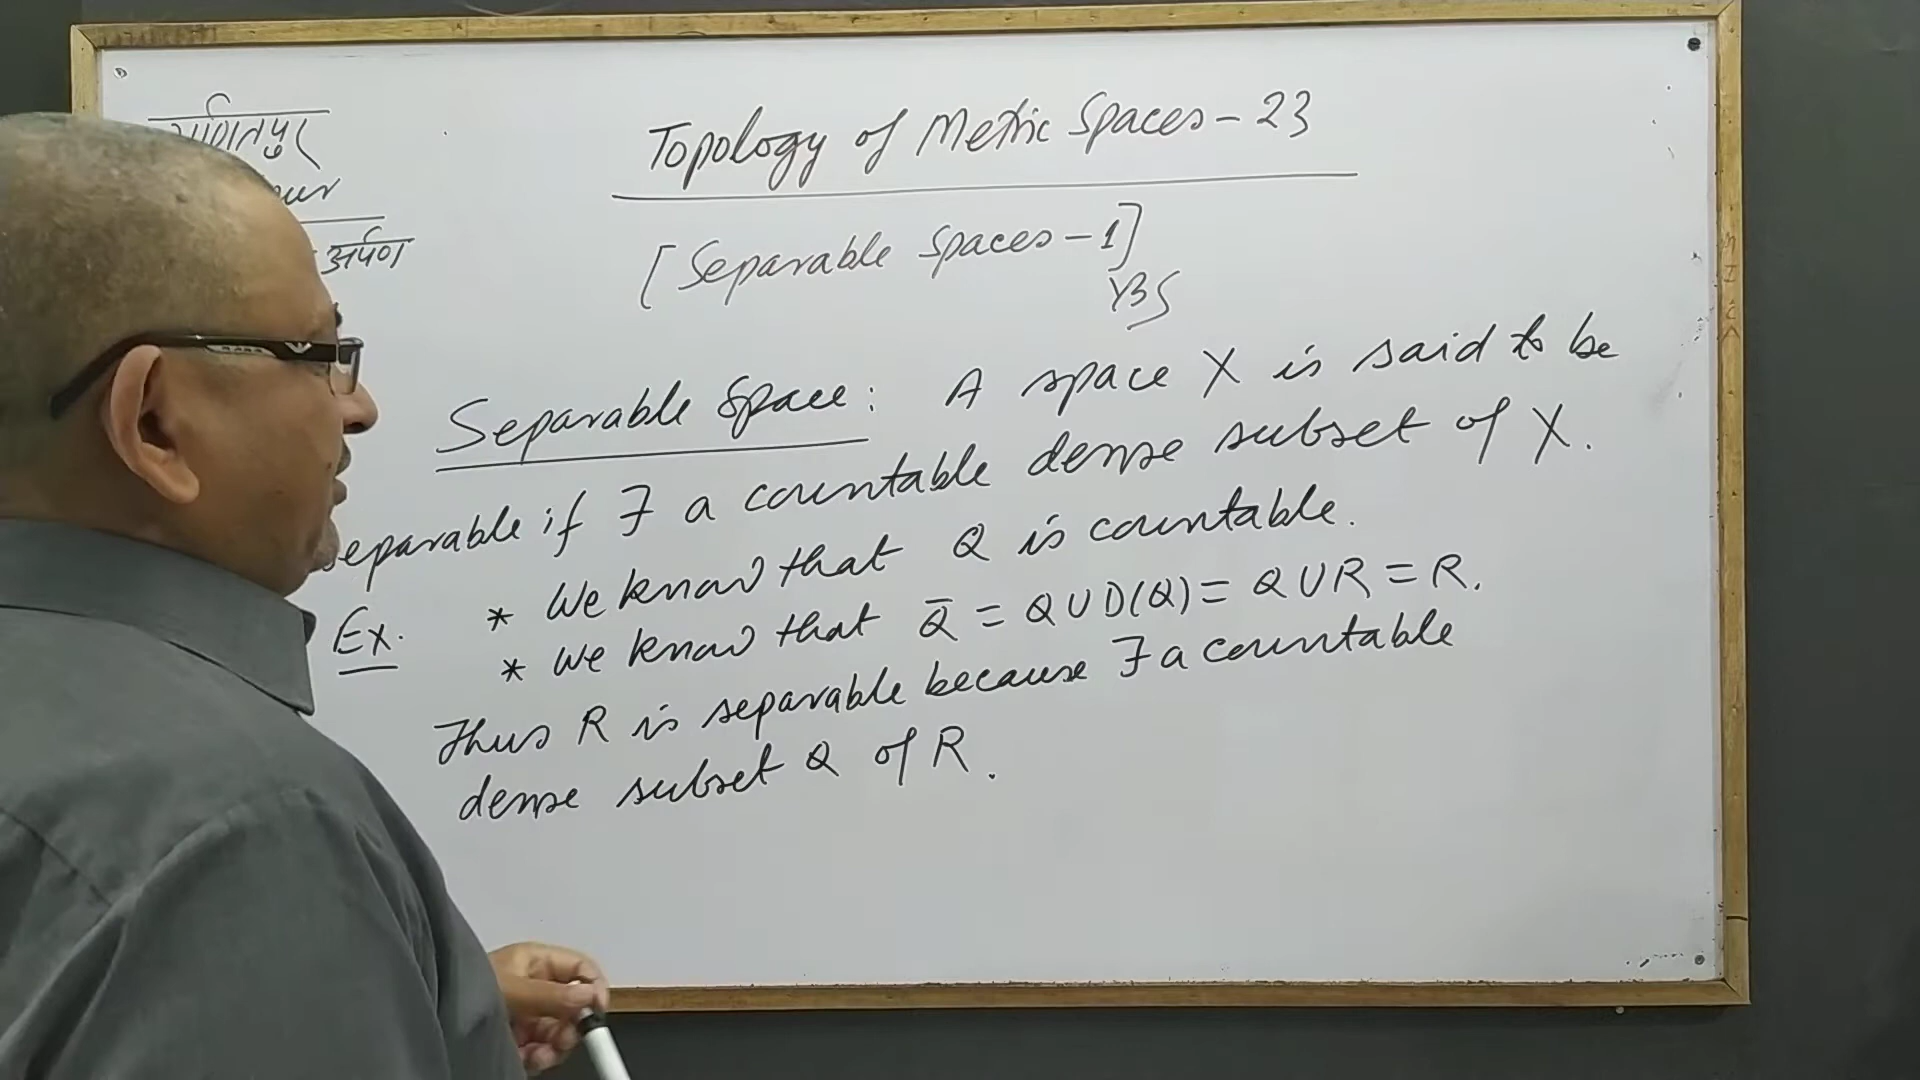 Topology of Metric Spaces - 23
[Separable Spaces - 1]
YBS
अर्पण
Separable Space: A space X is said to be
separable if ∃ a countable dense subset of X.
Ex. * We know that Q is countable.
* We know that Q̄ = Q U D(Q) = Q U R = R.
Thus R is separable because ∃ a countable
dense subset Q of R.